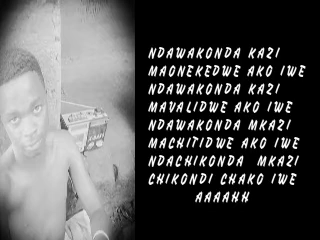 NDAWAKONDA KAZI
MAONEKEDWE AKO IWE
NDAWAKONDA KAZI
MAVALIDWE AKO IWE
NDAWAKONDA MKAZI
MACHITIDWE AKO IWE
NDACHIKONDA MKAZI
CHIKONDI CHAKO IWE
AAAAHH